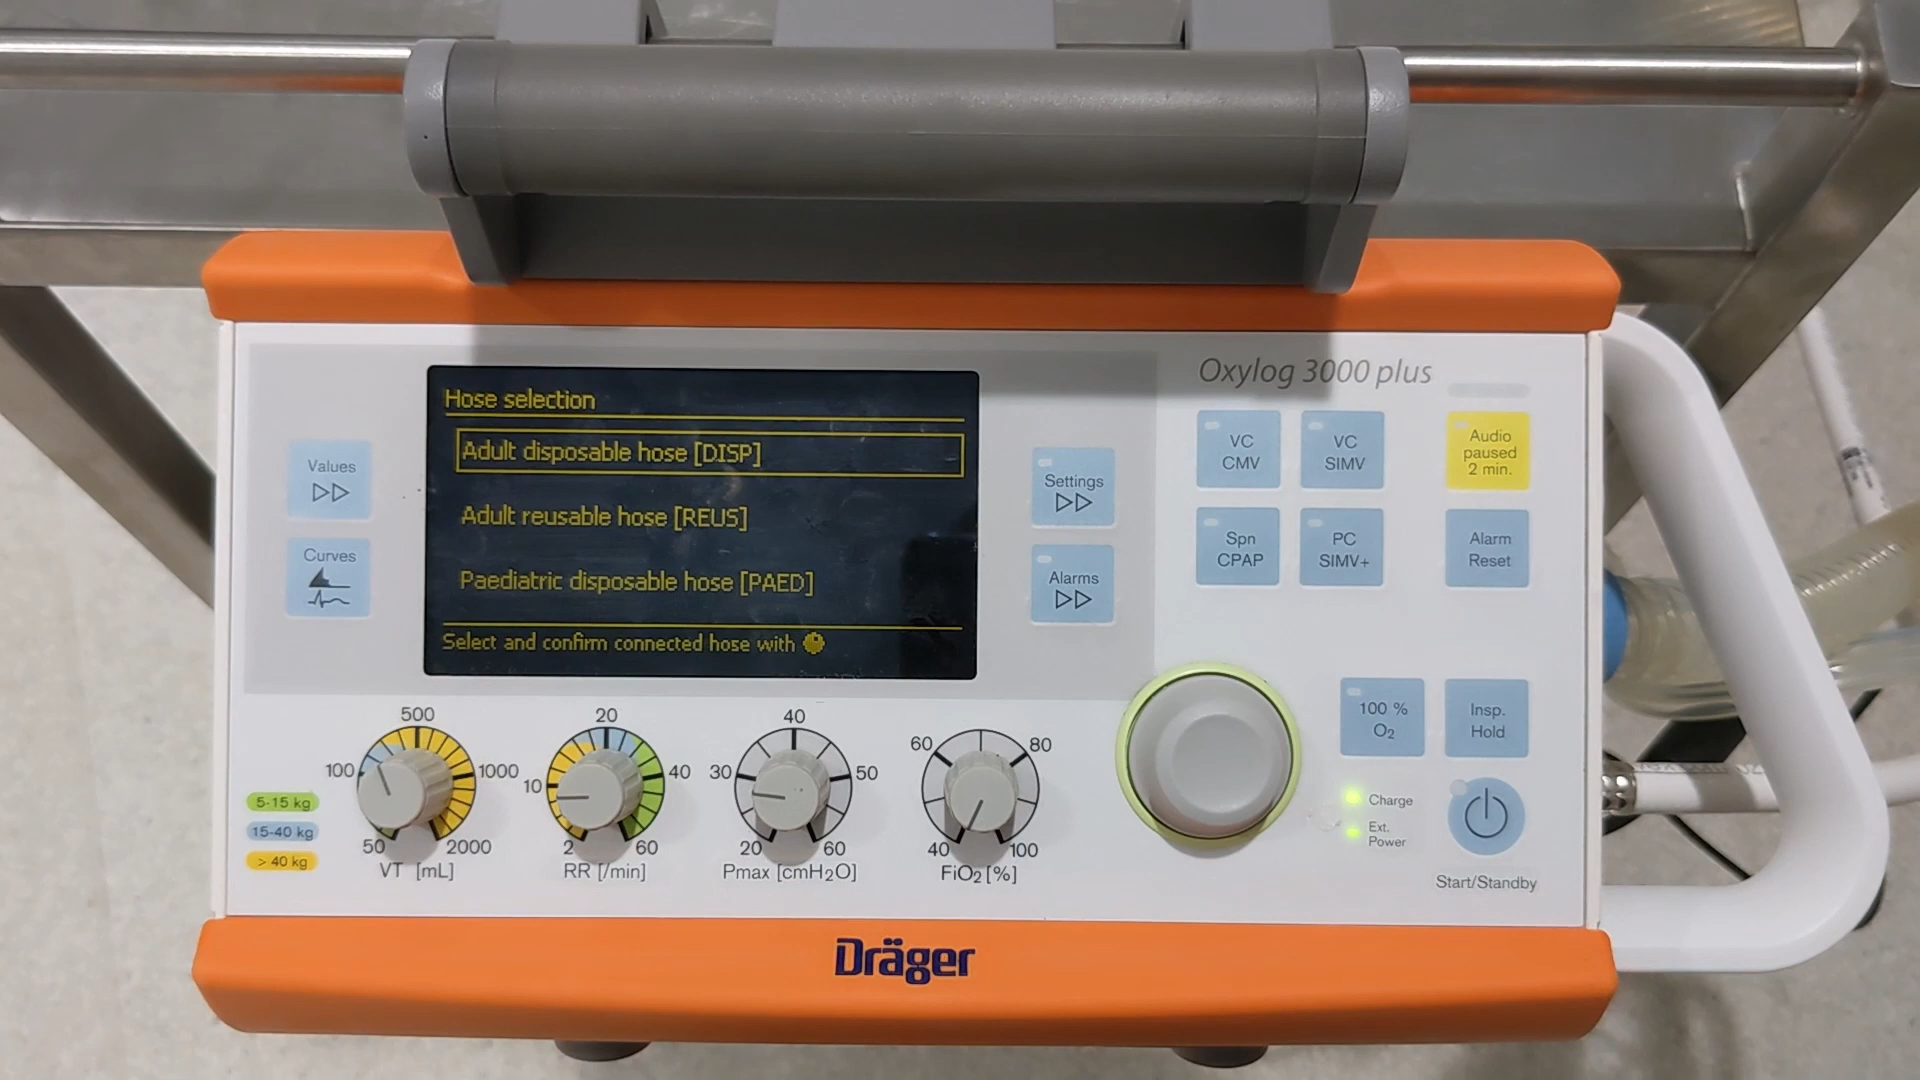 Oxylog 3000 plus
Hose selection
Adult disposable hose [DISP]
Adult reusable hose [REUS]
Paediatric disposable hose [PAED]
Select and confirm connected hose with
Values
Curves
Settings
Alarms
VC
CMV
VC
SIMV
Audio
paused
2 min.
Spn
CPAP
PC
SIMV+
Alarm
Reset
100 %
O2
Insp.
Hold
Charge
Ext.
Power
Start/Standby
5-15 kg
15-40 kg
> 40 kg
50
100
500
1000
2000
VT [mL]
2
10
20
40
60
RR [/min]
20
30
40
50
60
Pmax [cmH2O]
40
60
80
100
FiO2 [%]
Dräger